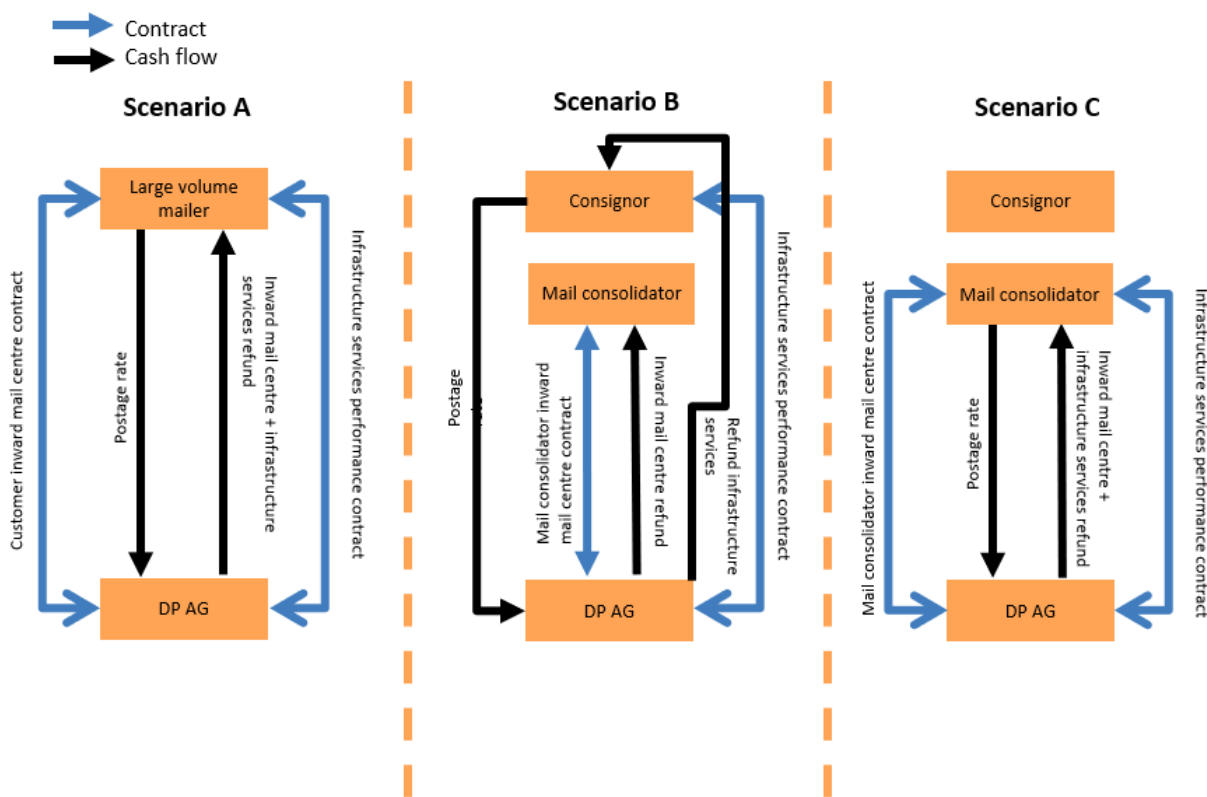 Contract
Cash flow
Scenario A
Large volume
mailer
Customer inward mail centre contract
Postage rate
Inward mail centre + infrastructure
services refund
Infrastructure services performance contract
DP AG
Scenario B
Consignor
Mail consolidator
Postage
Mail consolidator inward
mail centre contract
Inward mail centre refund
Refund infrastructure
services
Infrastructure services performance contract
DP AG
Scenario C
Consignor
Mail consolidator
Mail consolidator inward mail centre contract
Postage rate
Inward mail centre +
infrastructure services refund
Infrastructure services performance contract
DP AG